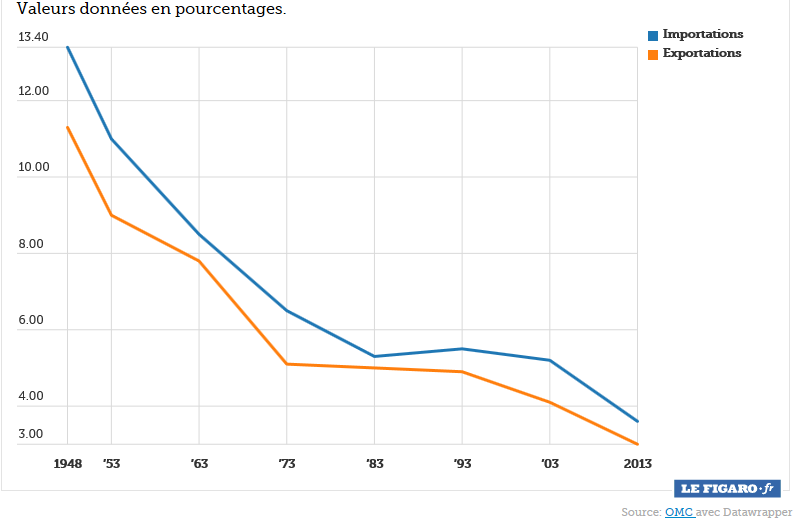 Valeurs données en pourcentages.
Importations
Exportations
13.40
12.00
10.00
8.00
6.00
4.00
3.00
1948 '53 '63 '73 '83 '93 '03 2013
LE FIGARO·fr
Source: OMC avec Datawrapper